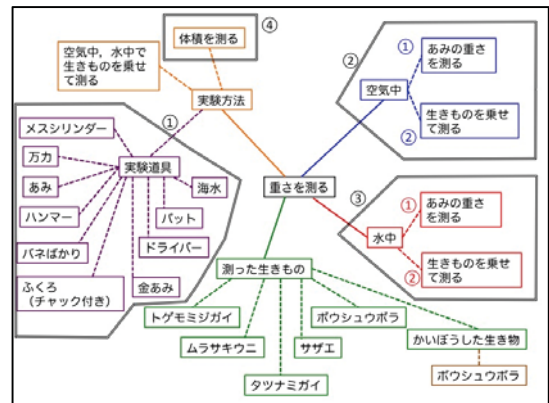 ④
体積を測る
空気中，水中で
生きものを乗せ
て測る
実験方法
②
①
あみの重さ
を測る
空気中
②
生きものを乗せ
て測る
①
メスシリンダー
万力
実験道具
あみ
海水
ハンマー
バット
バネばかり
ドライバー
ふくろ
（チャック付き）
金あみ
重さを測る
③
①
あみの重さ
を測る
水中
②
生きものを乗せ
て測る
測った生きもの
トゲモミジガイ
ボウシュウボラ
ムラサキウニ
サザエ
かいぼうした生き物
タツナミガイ
ボウシュウボラ